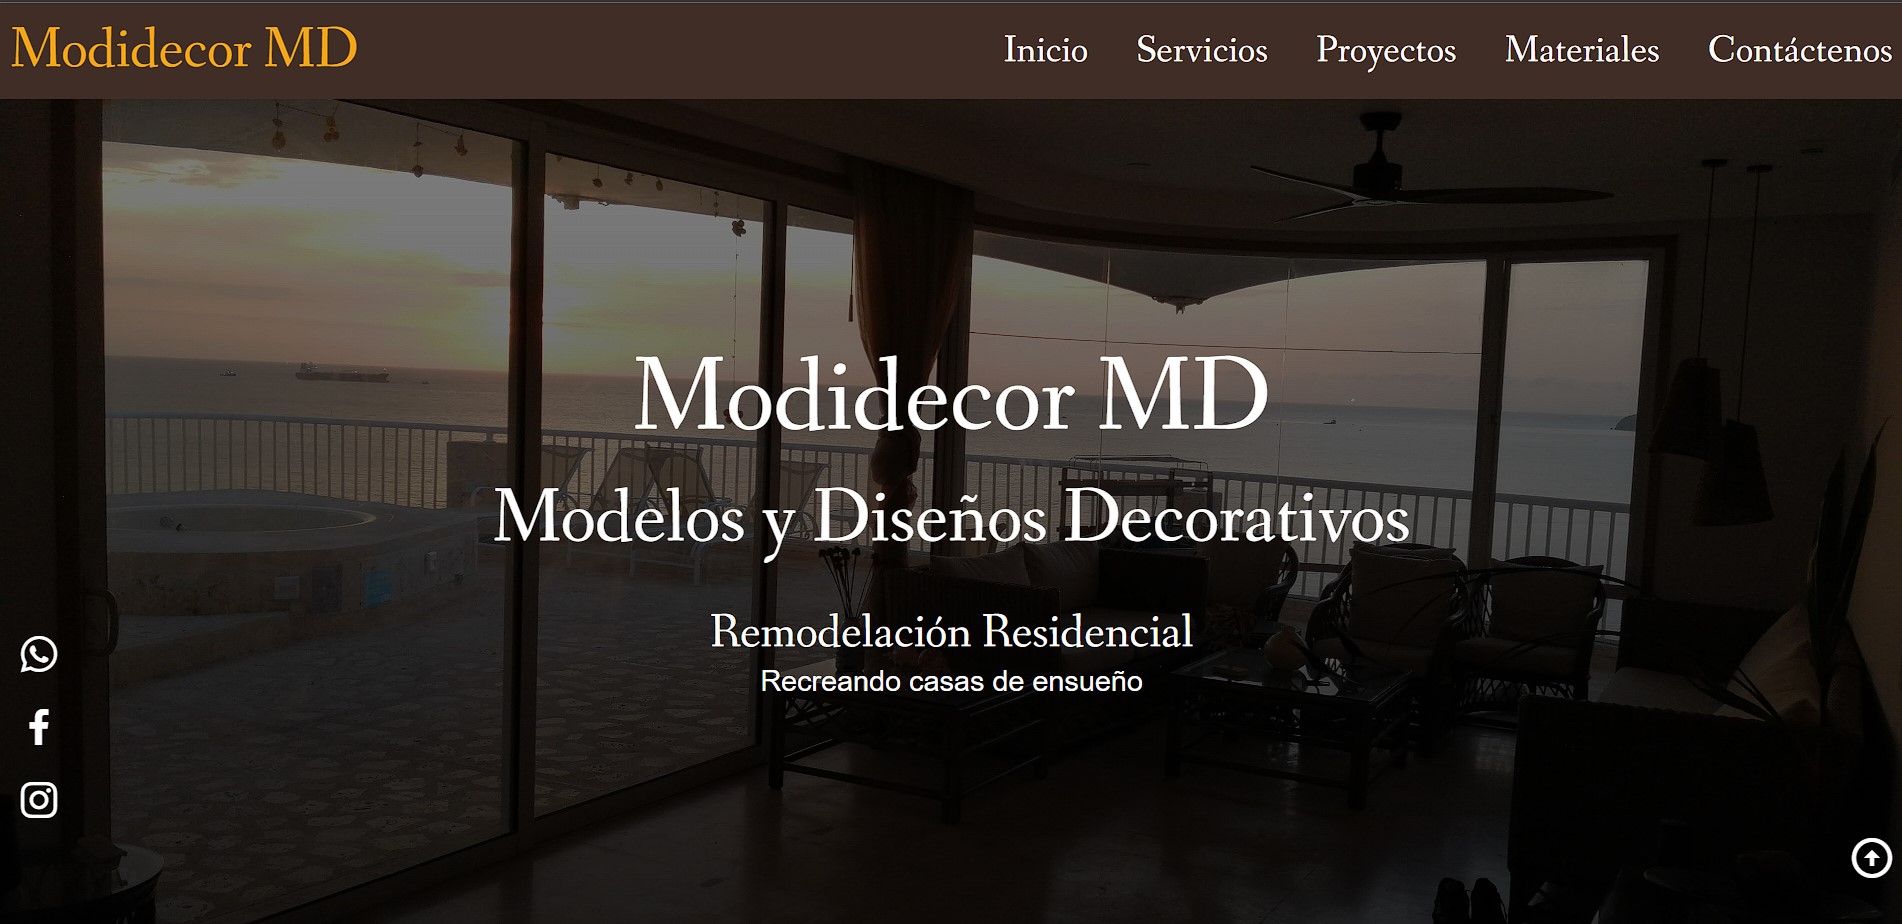 Modidecor MD
Inicio Servicios Proyectos Materiales Contáctenos
Modidecor MD
Modelos y Diseños Decorativos
Remodelación Residencial
Recreando casas de ensueño